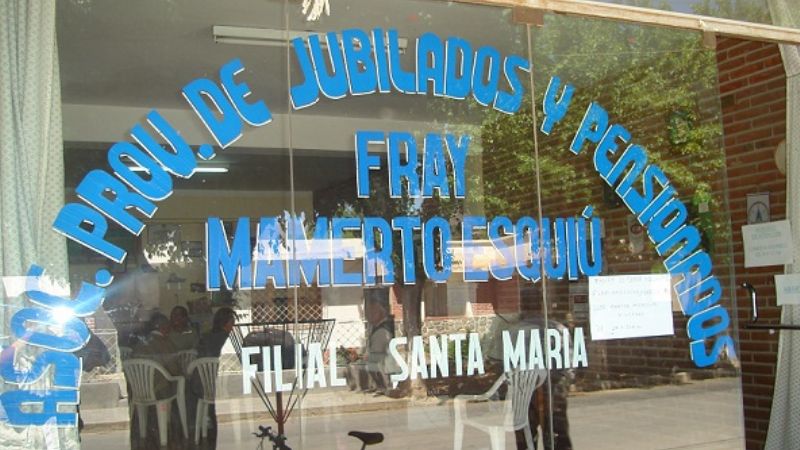 ASOC. PROV. DE JUBILADOS Y PENSIONADOS
FRAY
MAMERTO ESQUIÚ
FILIAL SANTA MARIA